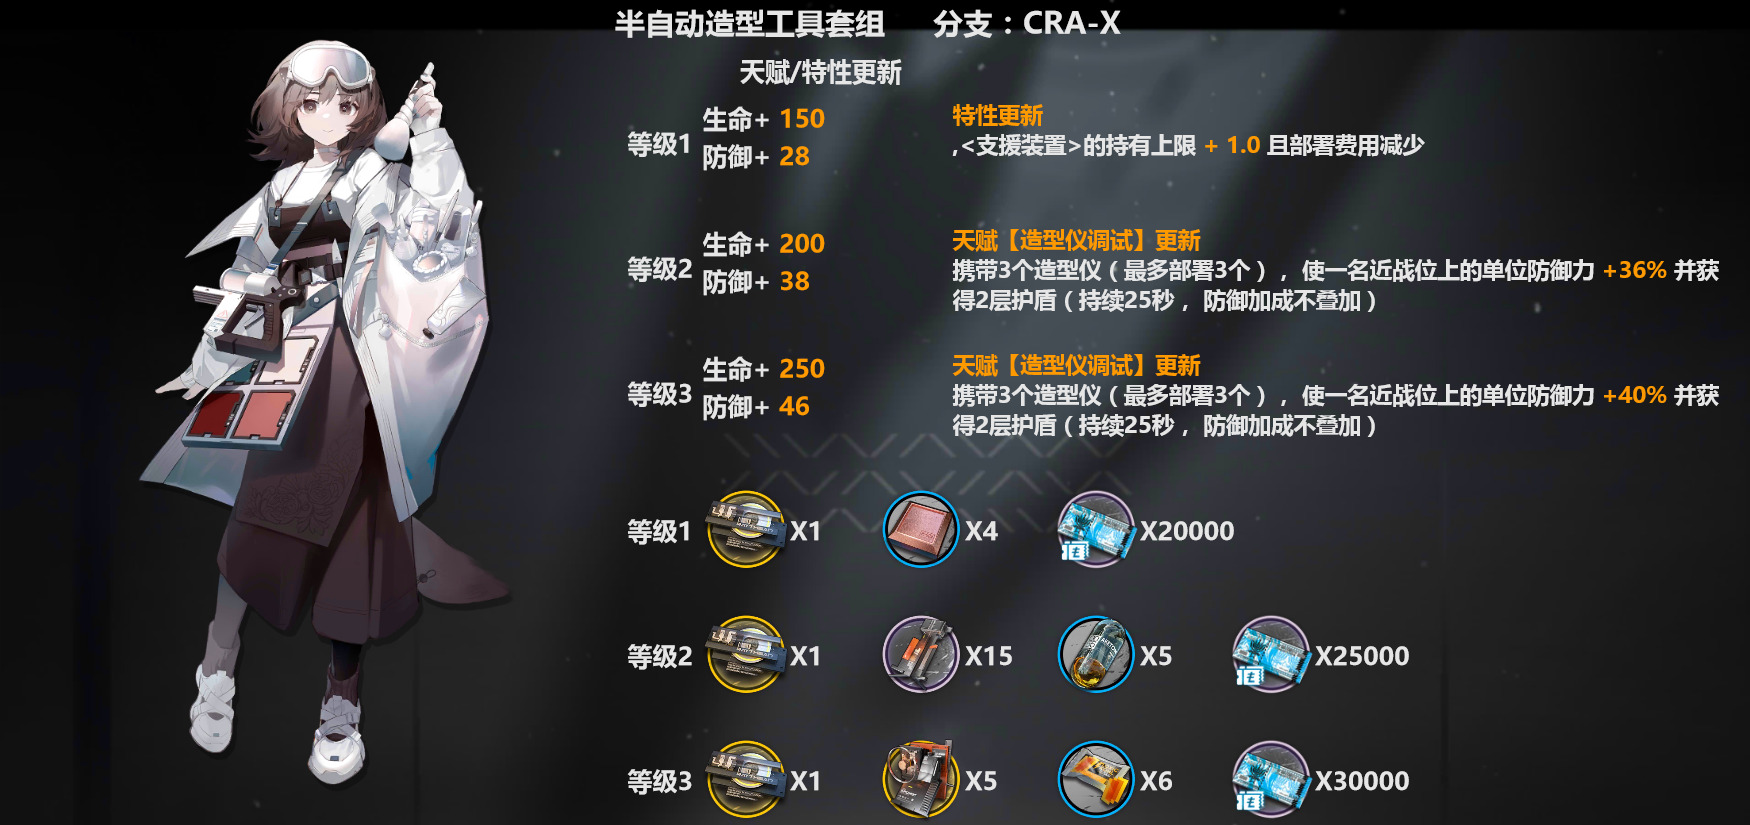 半自动造型工具套组 分支：CRA-X
天赋/特性更新
等级1
生命+ 150
防御+ 28
特性更新
,<支援装置>的持有上限 + 1.0 且部署费用减少
等级2
生命+ 200
防御+ 38
天赋【造型仪调试】更新
携带3个造型仪（最多部署3个），使一名近战位上的单位防御力 +36% 并获
得2层护盾（持续25秒，防御加成不叠加）
等级3
生命+ 250
防御+ 46
天赋【造型仪调试】更新
携带3个造型仪（最多部署3个），使一名近战位上的单位防御力 +40% 并获
得2层护盾（持续25秒，防御加成不叠加）
等级1 X1 X4 X20000
等级2 X1 X15 X5 X25000
等级3 X1 X5 X6 X30000